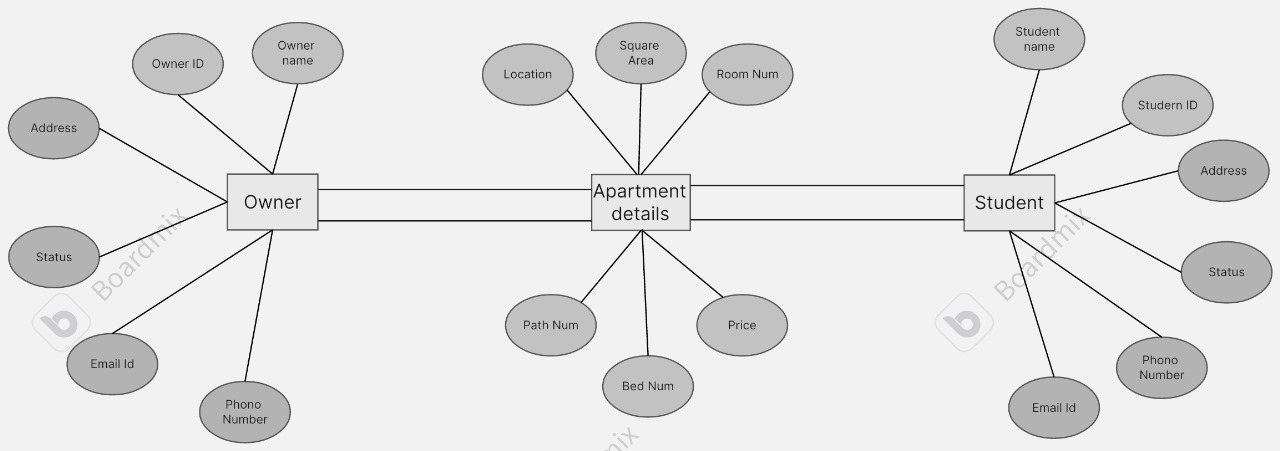 Owner ID
Owner
name
Address
Owner
Status
Email Id
Phono
Number
Location
Square
Area
Room Num
Apartment
details
Path Num
Price
Bed Num
Student
name
Studern ID
Address
Student
Status
Phono
Number
Email Id
Boardmix
Boardmix
mix